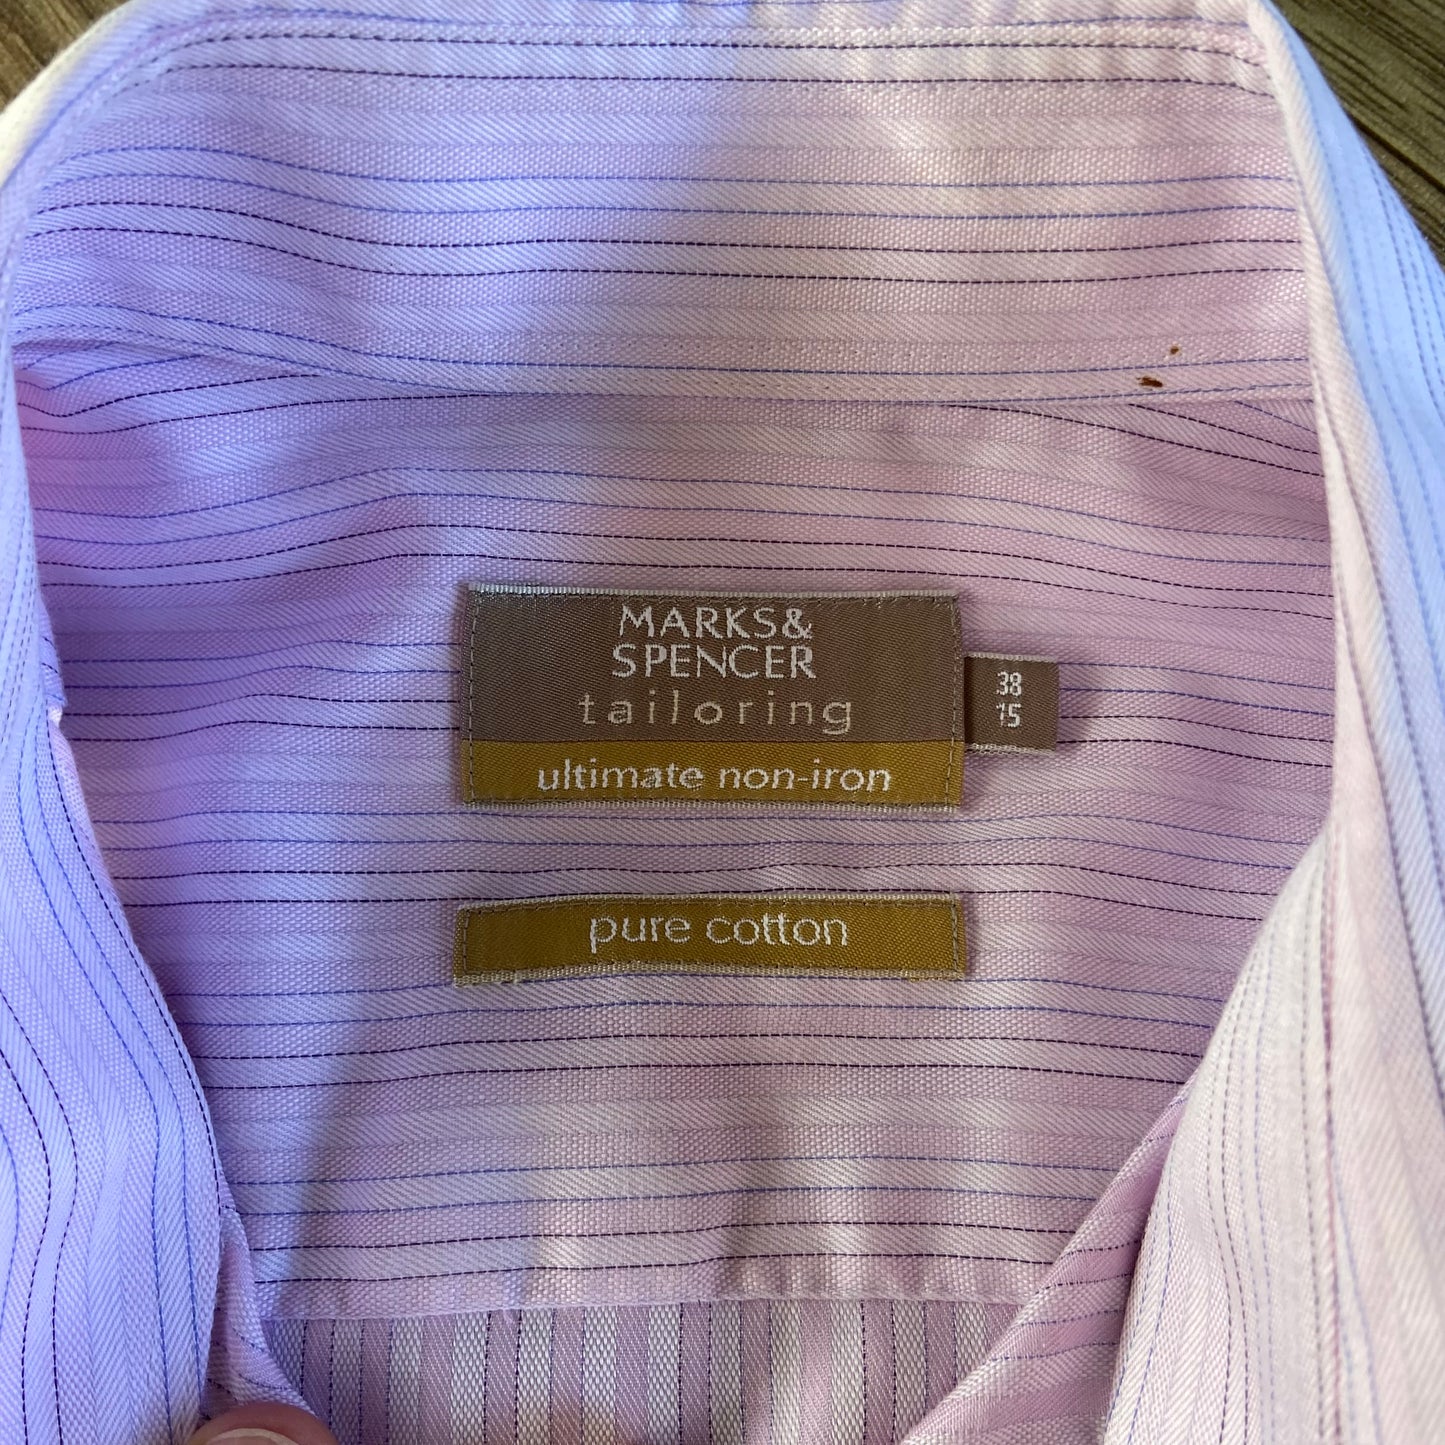 MARKS&
SPENCER
tailoring
ultimate non-iron
38
15
pure cotton